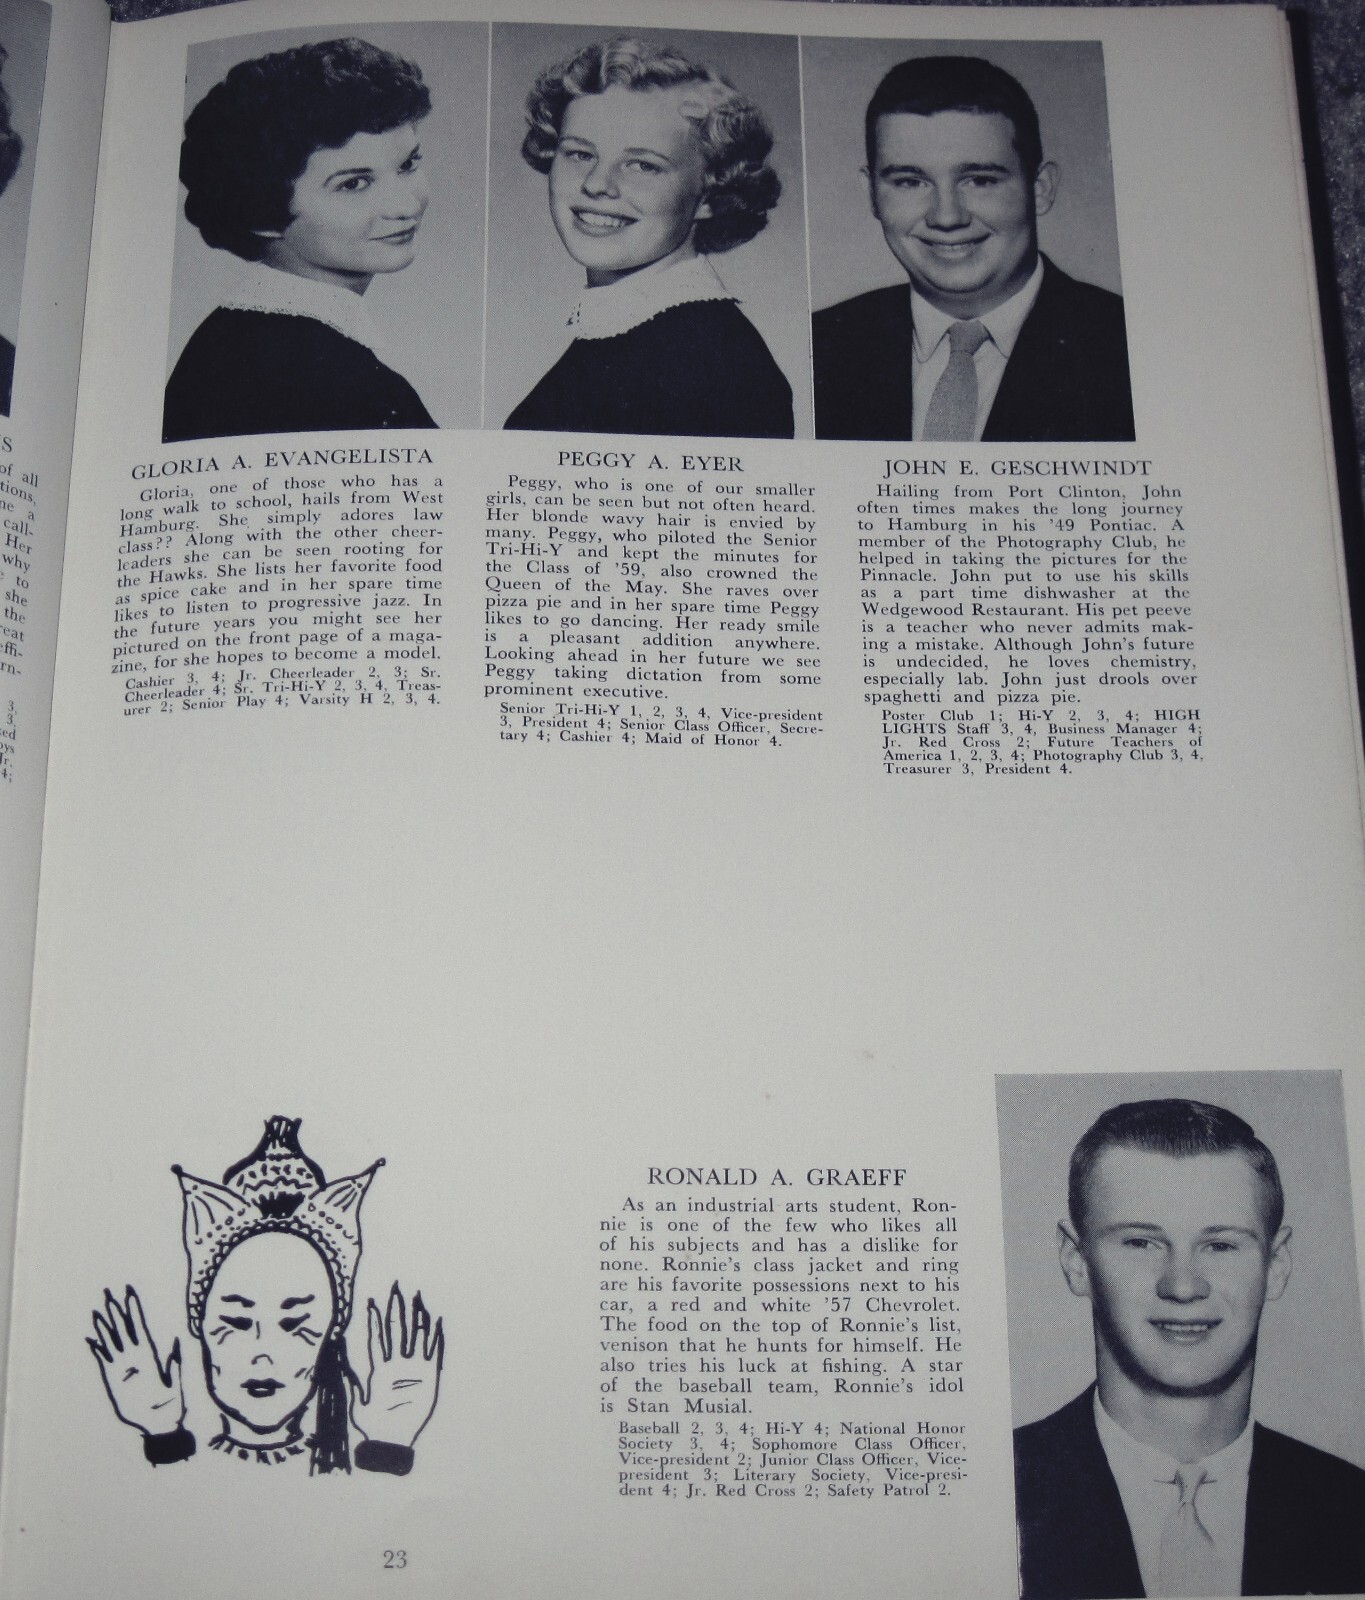 S
of all
tions,
ne a
call-
Her
why
to
she
the
reat
effi-
rn-
3,
3,
ced
oys
Jr.
4;
GLORIA A. EVANGELISTA
Gloria, one of those who has a
long walk to school, hails from West
Hamburg. She simply adores law
class?? Along with the other cheer-
leaders she can be seen rooting for
the Hawks. She lists her favorite food
as spice cake and in her spare time
likes to listen to progressive jazz. In
the future years you might see her
pictured on the front page of a maga-
zine, for she hopes to become a model.
Cashier 3, 4; Jr. Cheerleader 2, 3; Sr.
Cheerleader 4; Sr. Tri-Hi-Y 2, 3, 4, Treas-
urer 2; Senior Play 4; Varsity H 2, 3, 4.
PEGGY A. EYER
Peggy, who is one of our smaller
girls, can be seen but not often heard.
Her blonde wavy hair is envied by
many. Peggy, who piloted the Senior
Tri-Hi-Y and kept the minutes for
the Class of '59, also crowned the
Queen of the May. She raves over
pizza pie and in her spare time Peggy
likes to go dancing. Her ready smile
is a pleasant addition anywhere.
Looking ahead in her future we see
Peggy taking dictation from some
prominent executive.
Senior Tri-Hi-Y 1, 2, 3, 4, Vice-president
3, President 4; Senior Class Officer, Secre-
tary 4; Cashier 4; Maid of Honor 4.
JOHN E. GESCHWINDT
Hailing from Port Clinton, John
often times makes the long journey
to Hamburg in his '49 Pontiac. A
member of the Photography Club, he
helped in taking the pictures for the
Pinnacle. John put to use his skills
as a part time dishwasher at the
Wedgewood Restaurant. His pet peeve
is a teacher who never admits mak-
ing a mistake. Although John's future
is undecided, he loves chemistry,
especially lab. John just drools over
spaghetti and pizza pie.
Poster Club 1; Hi-Y 2, 3, 4; HIGH
LIGHTS Staff 3, 4, Business Manager 4;
Jr. Red Cross 2; Future Teachers of
America 1, 2, 3, 4; Photography Club 3, 4,
Treasurer 3, President 4.
RONALD A. GRAEFF
As an industrial arts student, Ron-
nie is one of the few who likes all
of his subjects and has a dislike for
none. Ronnie's class jacket and ring
are his favorite possessions next to his
car, a red and white '57 Chevrolet.
The food on the top of Ronnie's list,
venison that he hunts for himself. He
also tries his luck at fishing. A star
of the baseball team, Ronnie's idol
is Stan Musial.
Baseball 2, 3, 4; Hi-Y 4; National Honor
Society 3, 4; Sophomore Class Officer,
Vice-president 2; Junior Class Officer, Vice-
president 3; Literary Society, Vice-presi-
dent 4; Jr. Red Cross 2; Safety Patrol 2.
23